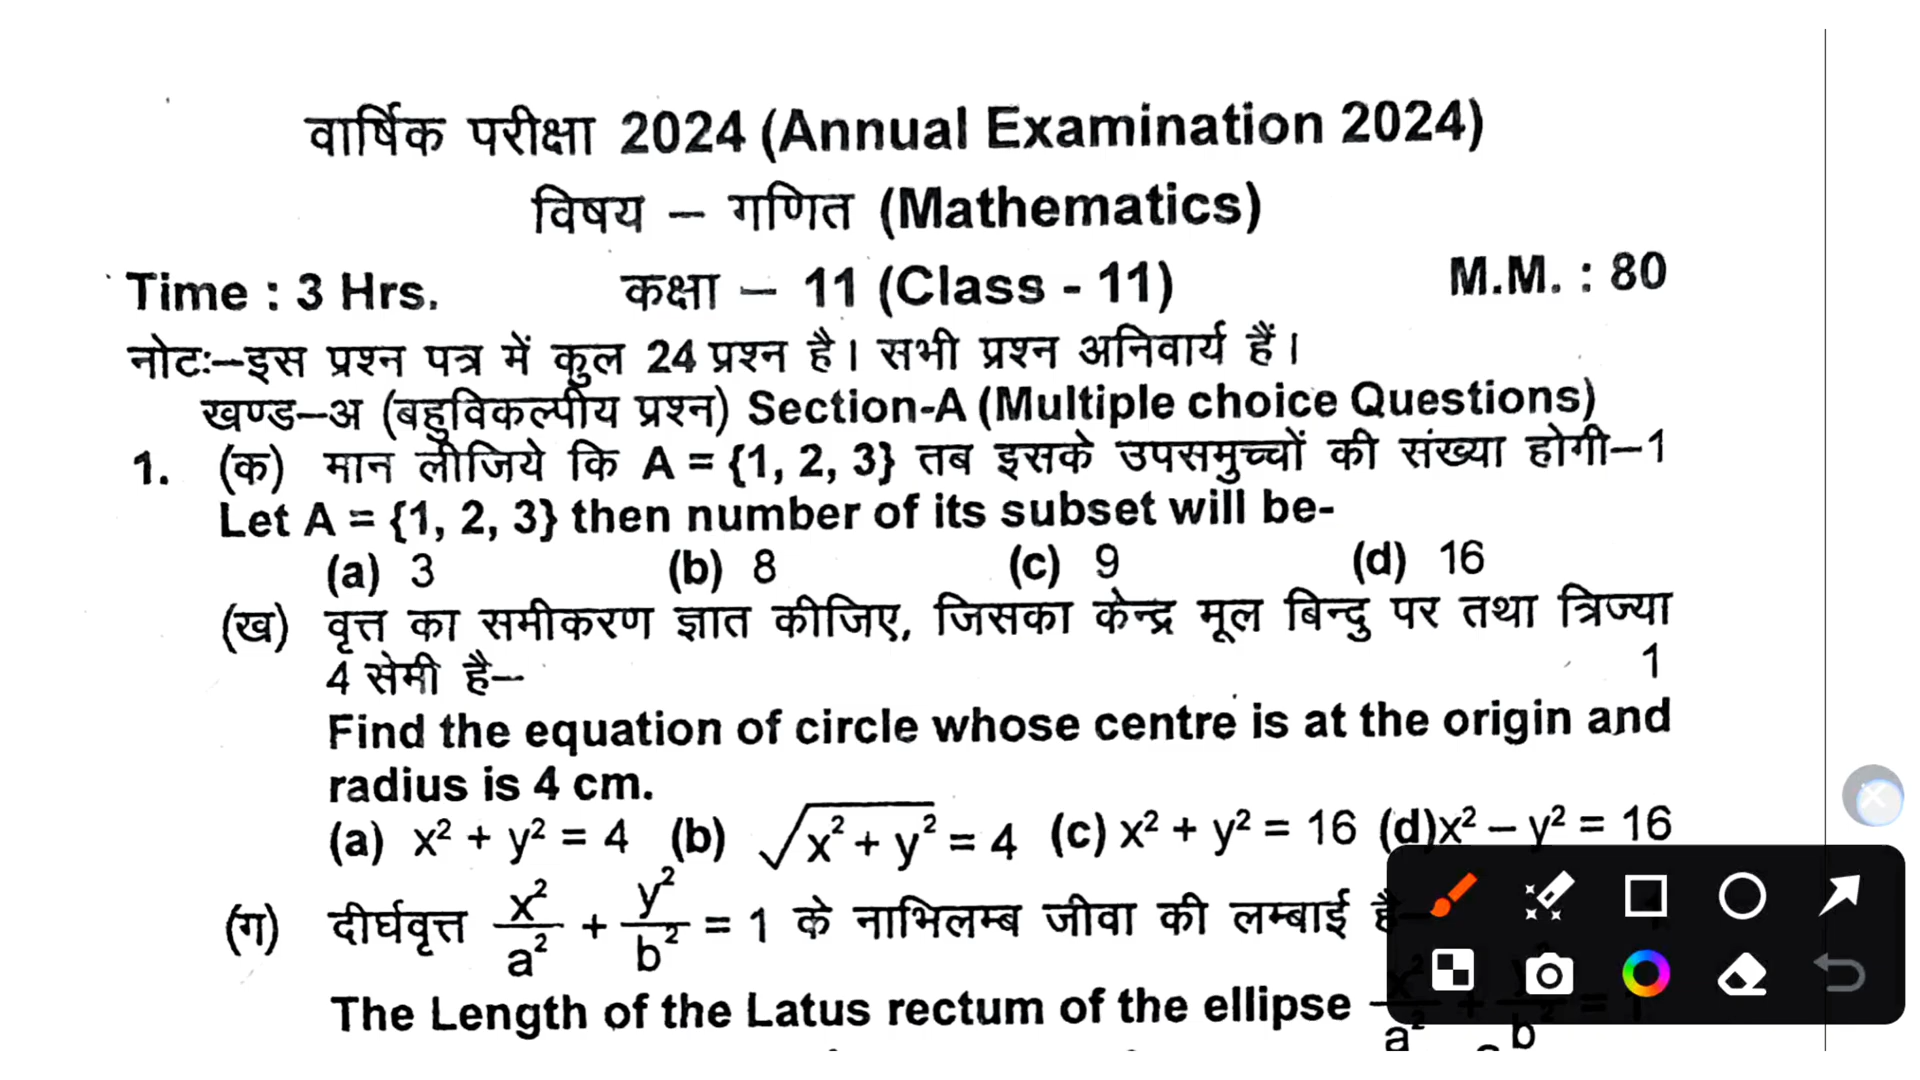 वार्षिक परीक्षा 2024 (Annual Examination 2024)
विषय – गणित (Mathematics)
Time : 3 Hrs. कक्षा – 11 (Class - 11) M.M. : 80
नोटः–इस प्रश्न पत्र में कुल 24 प्रश्न है। सभी प्रश्न अनिवार्य हैं।
खण्ड–अ (बहुविकल्पीय प्रश्न) Section-A (Multiple choice Questions)
1. (क) मान लीजिये कि A = {1, 2, 3} तब इसके उपसमुच्चों की संख्या होगी–1
Let A = {1, 2, 3} then number of its subset will be-
(a) 3 (b) 8 (c) 9 (d) 16
(ख) वृत्त का समीकरण ज्ञात कीजिए, जिसका केन्द्र मूल बिन्दु पर तथा त्रिज्या
4 सेमी है– 1
Find the equation of circle whose centre is at the origin and
radius is 4 cm.
(a) x² + y² = 4 (b) √(x² + y²) = 4 (c) x² + y² = 16 (d)x² – y² = 16
(ग) दीर्घवृत्त x²/a² + y²/b² = 1 के नाभिलम्ब जीवा की लम्बाई है–
The Length of the Latus rectum of the ellipse x²/a² + y²/b² = 1